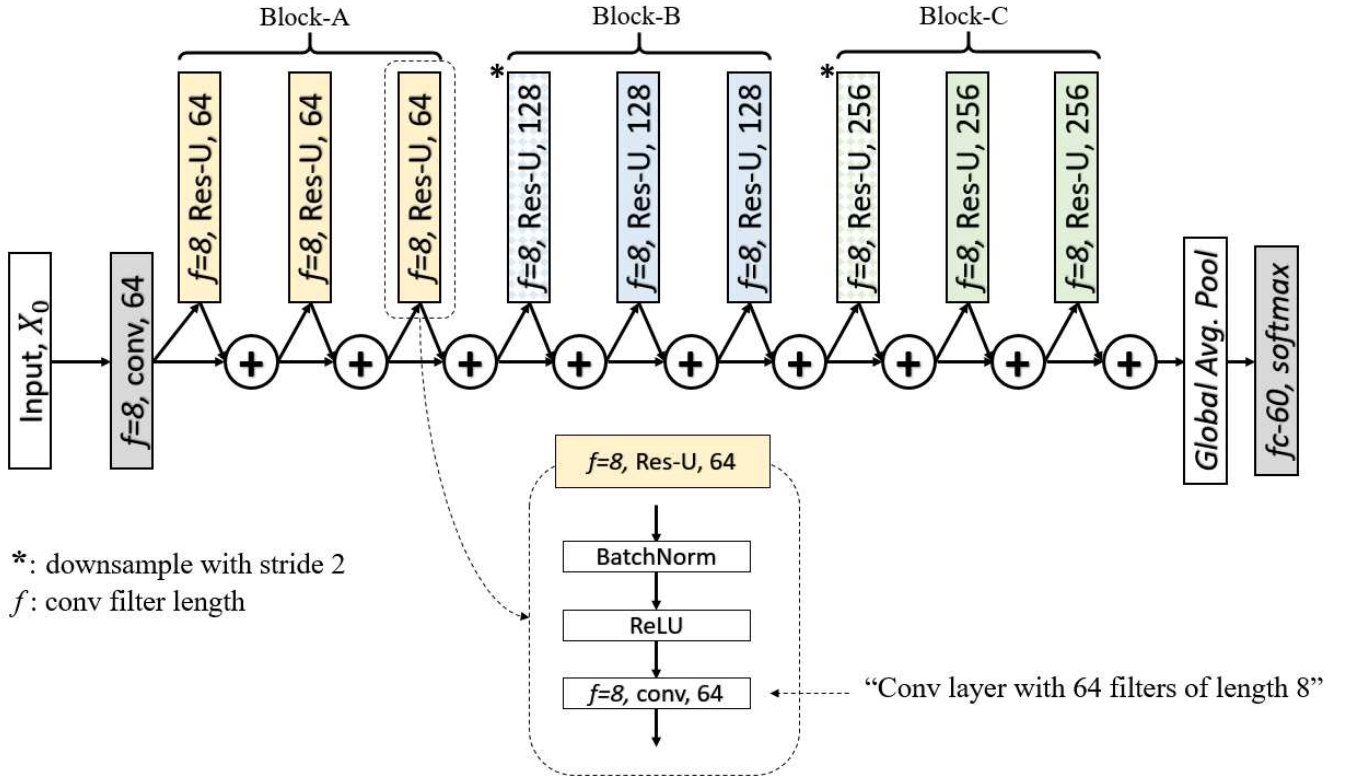 Block-A
Block-B
Block-C
*
*
f=8, Res-U, 64
f=8, Res-U, 64
f=8, Res-U, 64
f=8, Res-U, 128
f=8, Res-U, 128
f=8, Res-U, 128
f=8, Res-U, 256
f=8, Res-U, 256
f=8, Res-U, 256
Input, X₀
f=8, conv, 64
+
+
+
+
+
+
+
+
+
Global Avg. Pool
fc-60, softmax
f=8, Res-U, 64
BatchNorm
ReLU
f=8, conv, 64
“Conv layer with 64 filters of length 8”
*: downsample with stride 2
f: conv filter length